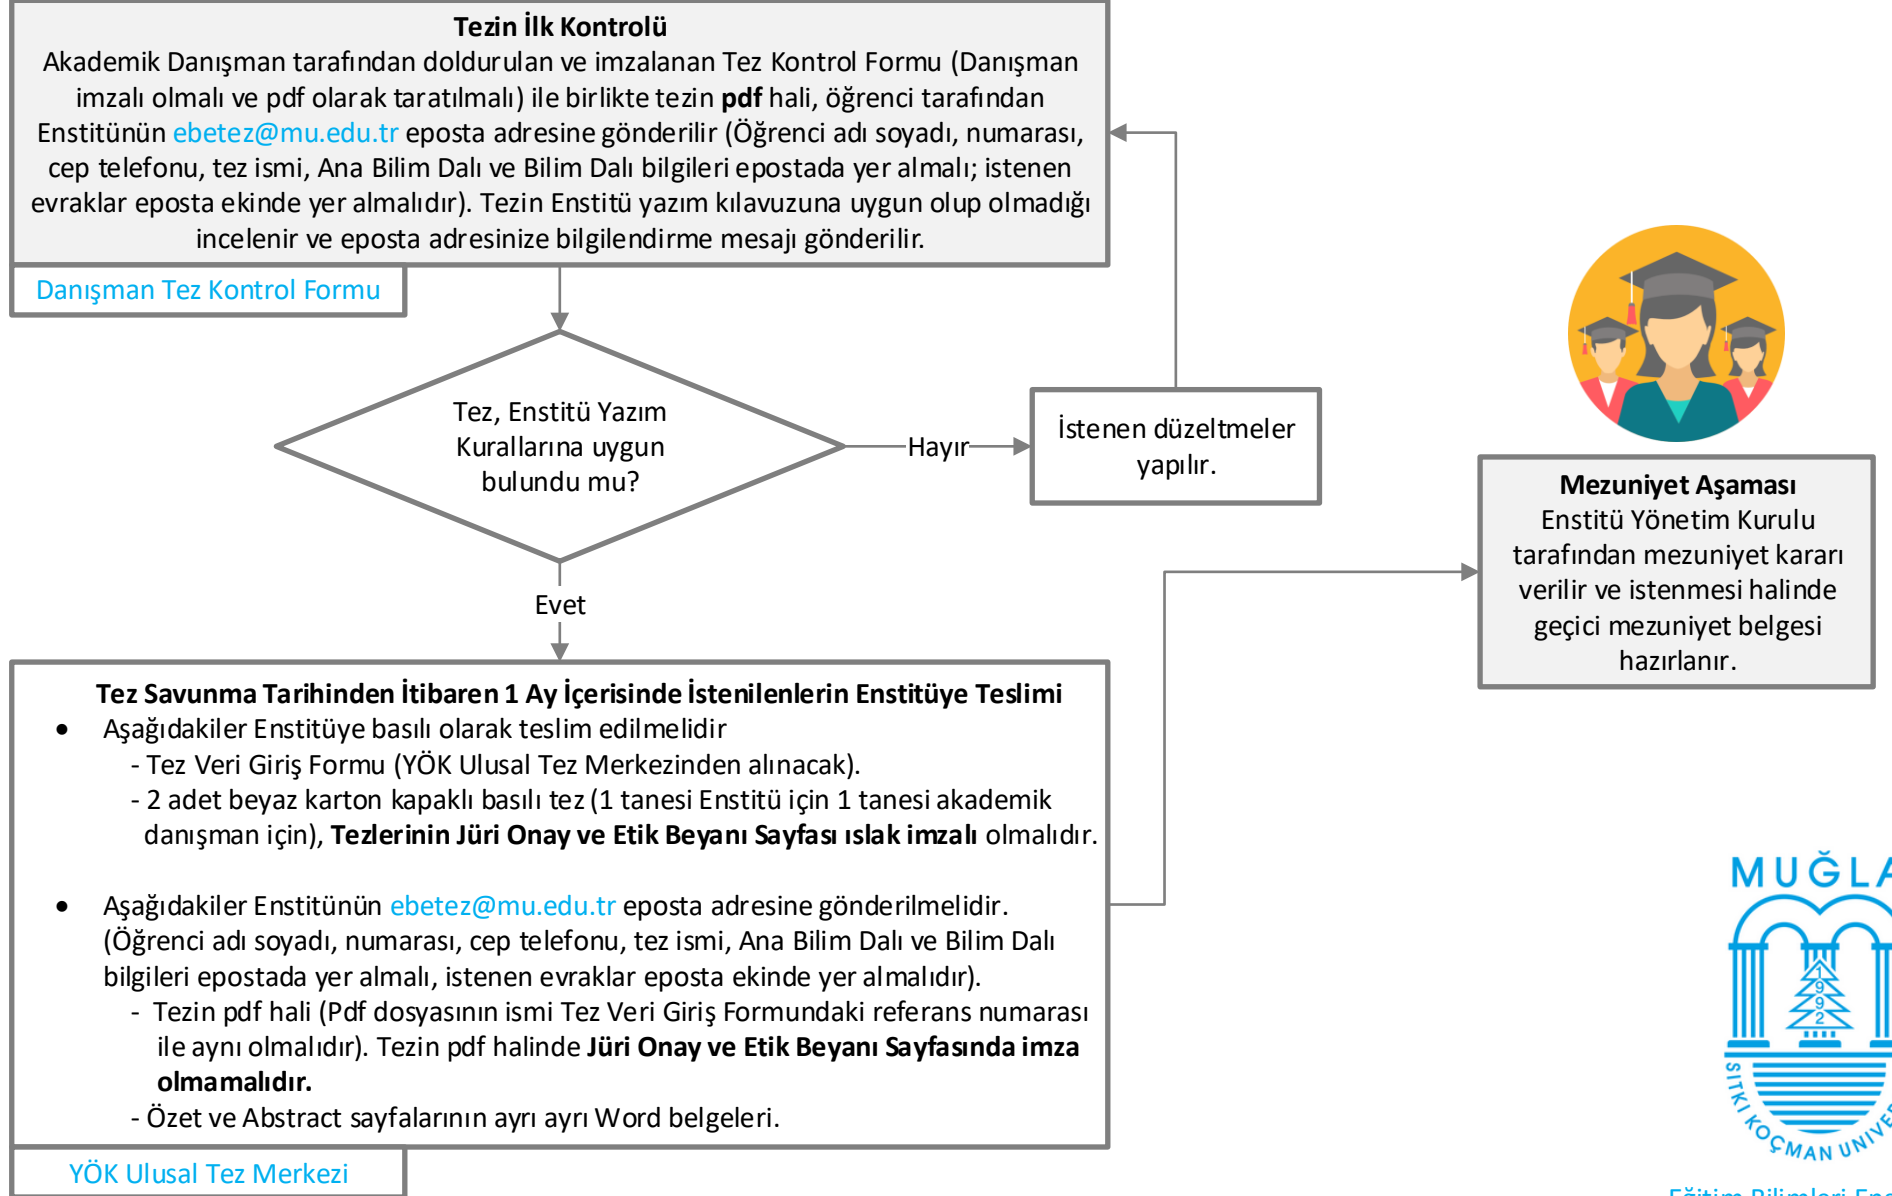 Tezin İlk Kontrolü
Akademik Danışman tarafından doldurulan ve imzalanan Tez Kontrol Formu (Danışman
imzalı olmalı ve pdf olarak taratılmalı) ile birlikte tezin pdf hali, öğrenci tarafından
Enstitünün ebetez@mu.edu.tr eposta adresine gönderilir (Öğrenci adı soyadı, numarası,
cep telefonu, tez ismi, Ana Bilim Dalı ve Bilim Dalı bilgileri epostada yer almalı; istenen
evraklar eposta ekinde yer almalıdır). Tezin Enstitü yazım kılavuzuna uygun olup olmadığı
incelenir ve eposta adresinize bilgilendirme mesajı gönderilir.
Danışman Tez Kontrol Formu
Tez, Enstitü Yazım
Kurallarına uygun
bulundu mu?
Hayır
İstenen düzeltmeler
yapılır.
Evet
Mezuniyet Aşaması
Enstitü Yönetim Kurulu
tarafından mezuniyet kararı
verilir ve istenmesi halinde
geçici mezuniyet belgesi
hazırlanır.
Tez Savunma Tarihinden İtibaren 1 Ay İçerisinde İstenilenlerin Enstitüye Teslimi
• Aşağıdakiler Enstitüye basılı olarak teslim edilmelidir
- Tez Veri Giriş Formu (YÖK Ulusal Tez Merkezinden alınacak).
- 2 adet beyaz karton kapaklı basılı tez (1 tanesi Enstitü için 1 tanesi akademik
danışman için), Tezlerinin Jüri Onay ve Etik Beyanı Sayfası ıslak imzalı olmalıdır.
• Aşağıdakiler Enstitünün ebetez@mu.edu.tr eposta adresine gönderilmelidir.
(Öğrenci adı soyadı, numarası, cep telefonu, tez ismi, Ana Bilim Dalı ve Bilim Dalı
bilgileri epostada yer almalı, istenen evraklar eposta ekinde yer almalıdır).
- Tezin pdf hali (Pdf dosyasının ismi Tez Veri Giriş Formundaki referans numarası
ile aynı olmalıdır). Tezin pdf halinde Jüri Onay ve Etik Beyanı Sayfasında imza
olmamalıdır.
- Özet ve Abstract sayfalarının ayrı ayrı Word belgeleri.
YÖK Ulusal Tez Merkezi
MUĞLA
1992
SITKI KOÇMAN UNIVE
Eğitim Bilimleri Ens